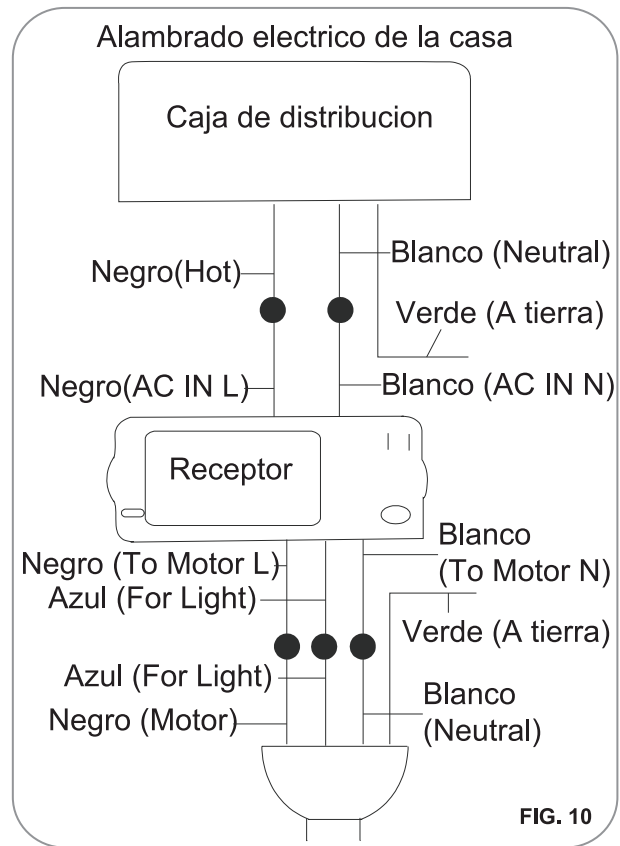 Alambrado electrico de la casa
Caja de distribucion
Negro(Hot)
Blanco (Neutral)
Verde (A tierra)
Negro(AC IN L)
Blanco (AC IN N)
Receptor
Negro (To Motor L)
Blanco
(To Motor N)
Azul (For Light)
Verde (A tierra)
Azul (For Light)
Negro (Motor)
Blanco
(Neutral)
FIG. 10